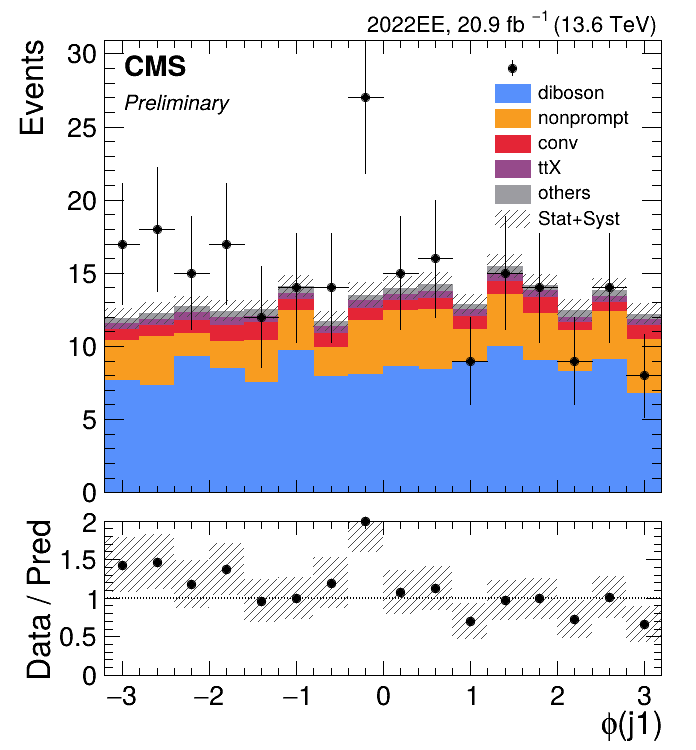 2022EE, 20.9 fb⁻¹ (13.6 TeV)
Events
30
25
20
15
10
5
0
CMS
Preliminary
diboson
nonprompt
conv
ttX
others
Stat+Syst
Data / Pred
2
1.5
1
0.5
0
−3 −2 −1 0 1 2 3
ϕ(j1)